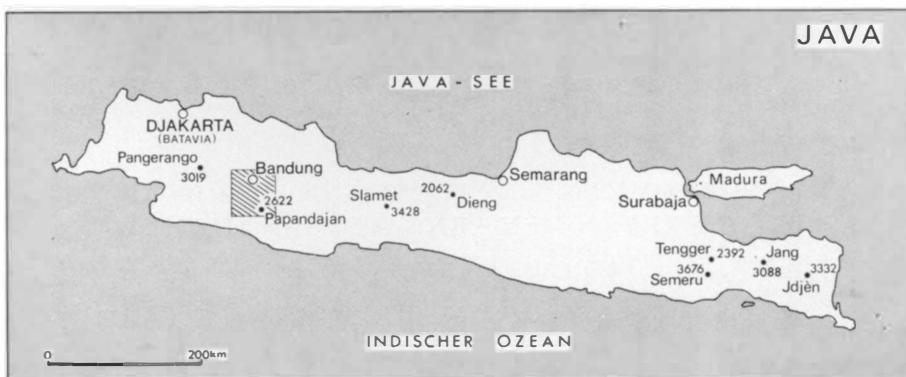 JAVA
JAVA-SEE
DJAKARTA
(BATAVIA)
Pangerango
3019
Bandung
2622
Papandajan
Slamet
3428
2062
Dieng
Semarang
Madura
Surabaja
Tengger
2392
3676
Semeru
Jang
3088
3332
Jdjèn
INDISCHER OZEAN
0 200km